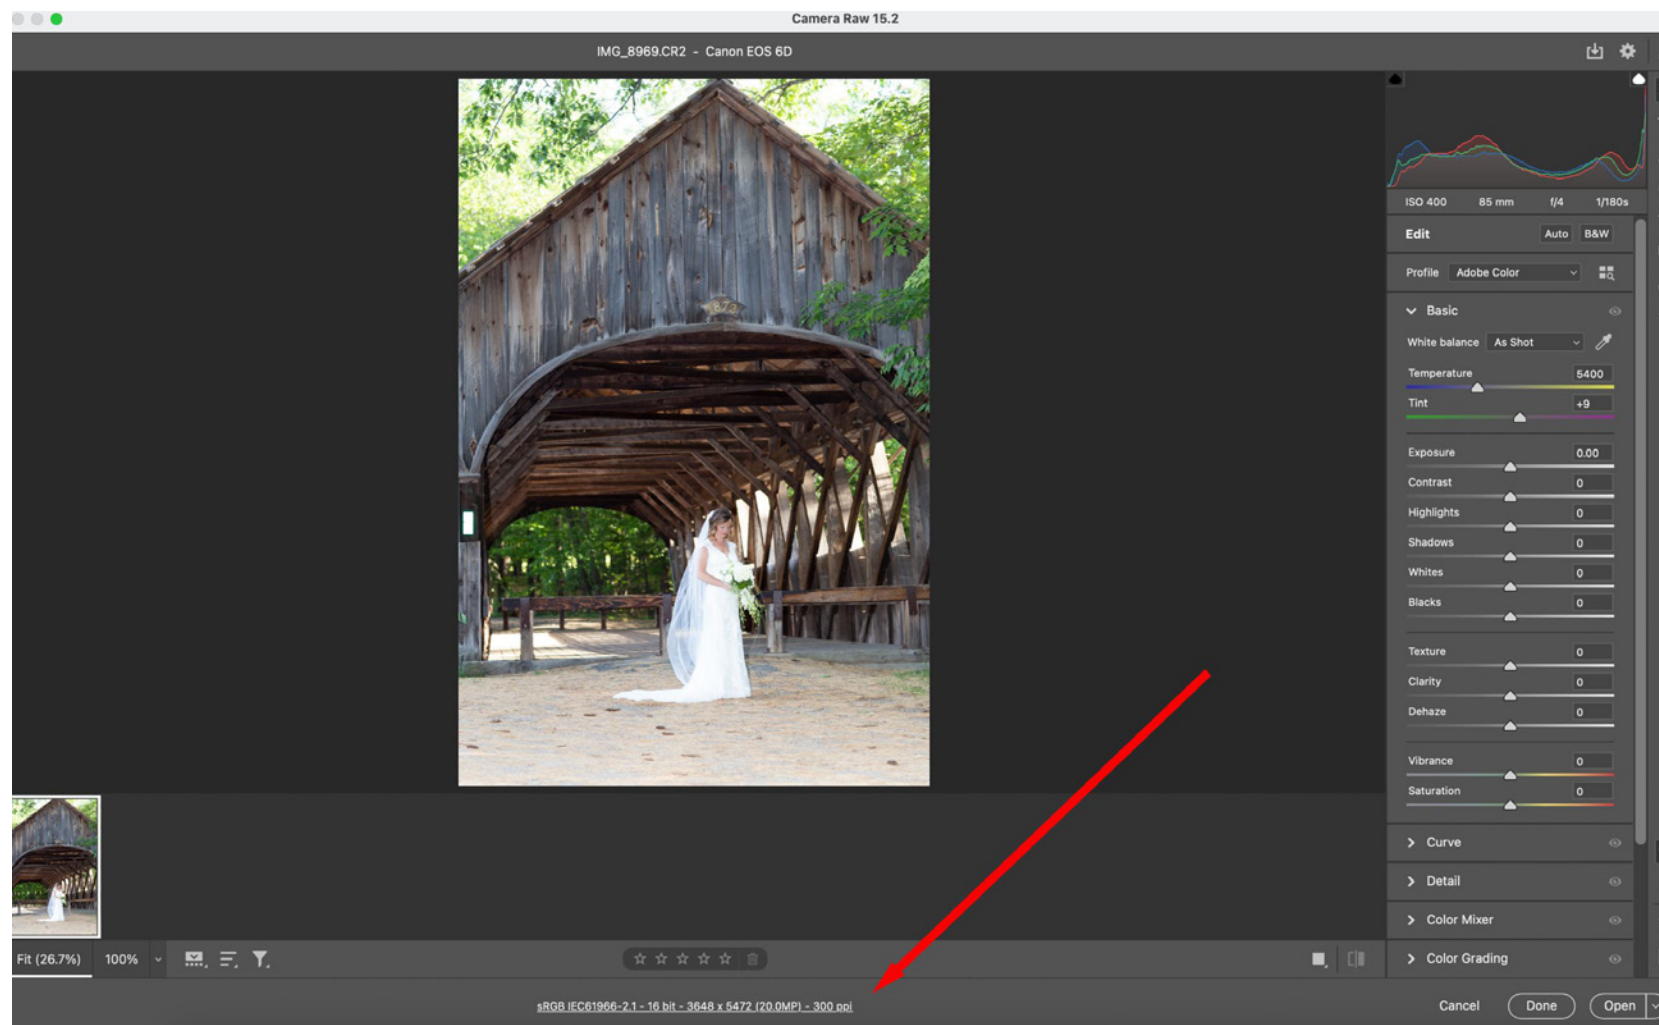 Camera Raw 15.2
IMG_8969.CR2 - Canon EOS 6D
ISO 400 85 mm f/4 1/180s
Edit Auto B&W
Profile Adobe Color
Basic
White balance As Shot
Temperature 5400
Tint +9
Exposure 0.00
Contrast 0
Highlights 0
Shadows 0
Whites 0
Blacks 0
Texture 0
Clarity 0
Dehaze 0
Vibrance 0
Saturation 0
Curve
Detail
Color Mixer
Color Grading
Fit (26.7%) 100%
sRGB IEC61966-2.1 - 16 bit - 3648 x 5472 (20.0MP) - 300 ppi
Cancel Done Open